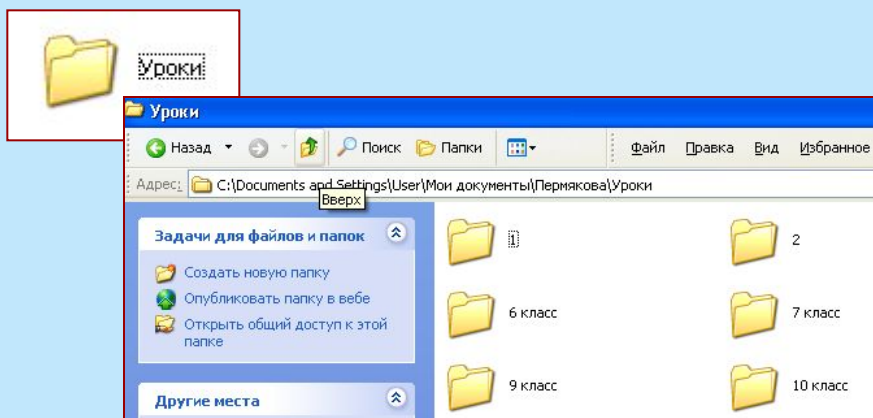 Уроки
Уроки
Назад Поиск Папки Файл Правка Вид Избранное
Адрес: C:\Documents and Settings\User\Мои документы\Пермякова\Уроки
Вверх
Задачи для файлов и папок
Создать новую папку
Опубликовать папку в вебе
Открыть общий доступ к этой
папке
Другие места
1 2
6 класс 7 класс
9 класс 10 класс